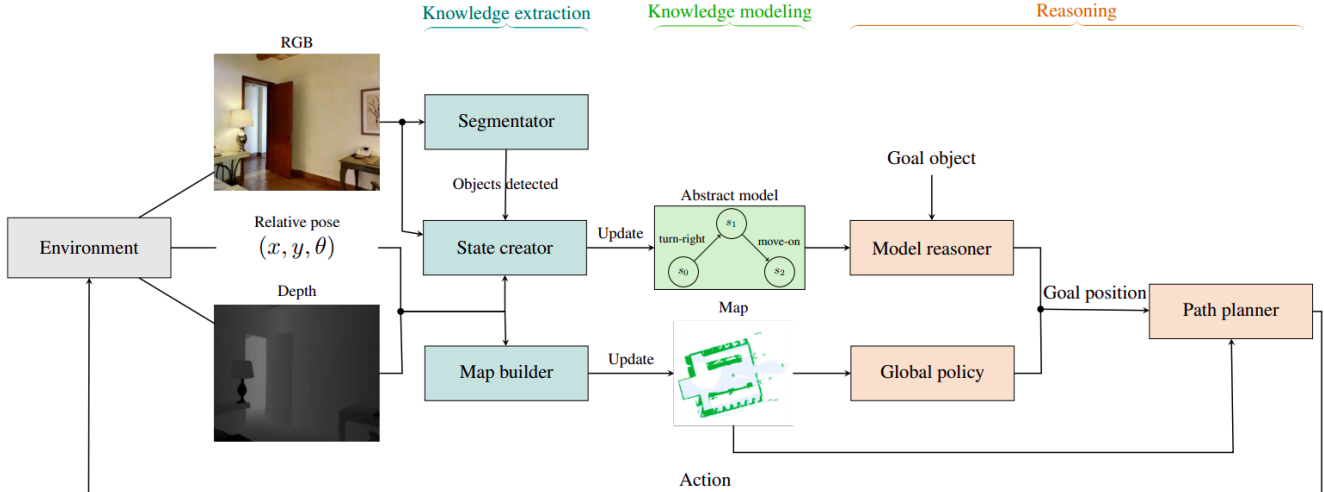 Knowledge extraction
Knowledge modeling
Reasoning
RGB
Segmentator
Goal object
Objects detected
Abstract model
Relative pose
(x, y, θ)
Environment
State creator
Update
turn-right
s₁
move-on
s₀
s₂
Model reasoner
Depth
Map
Goal position
Path planner
Map builder
Update
Global policy
Action